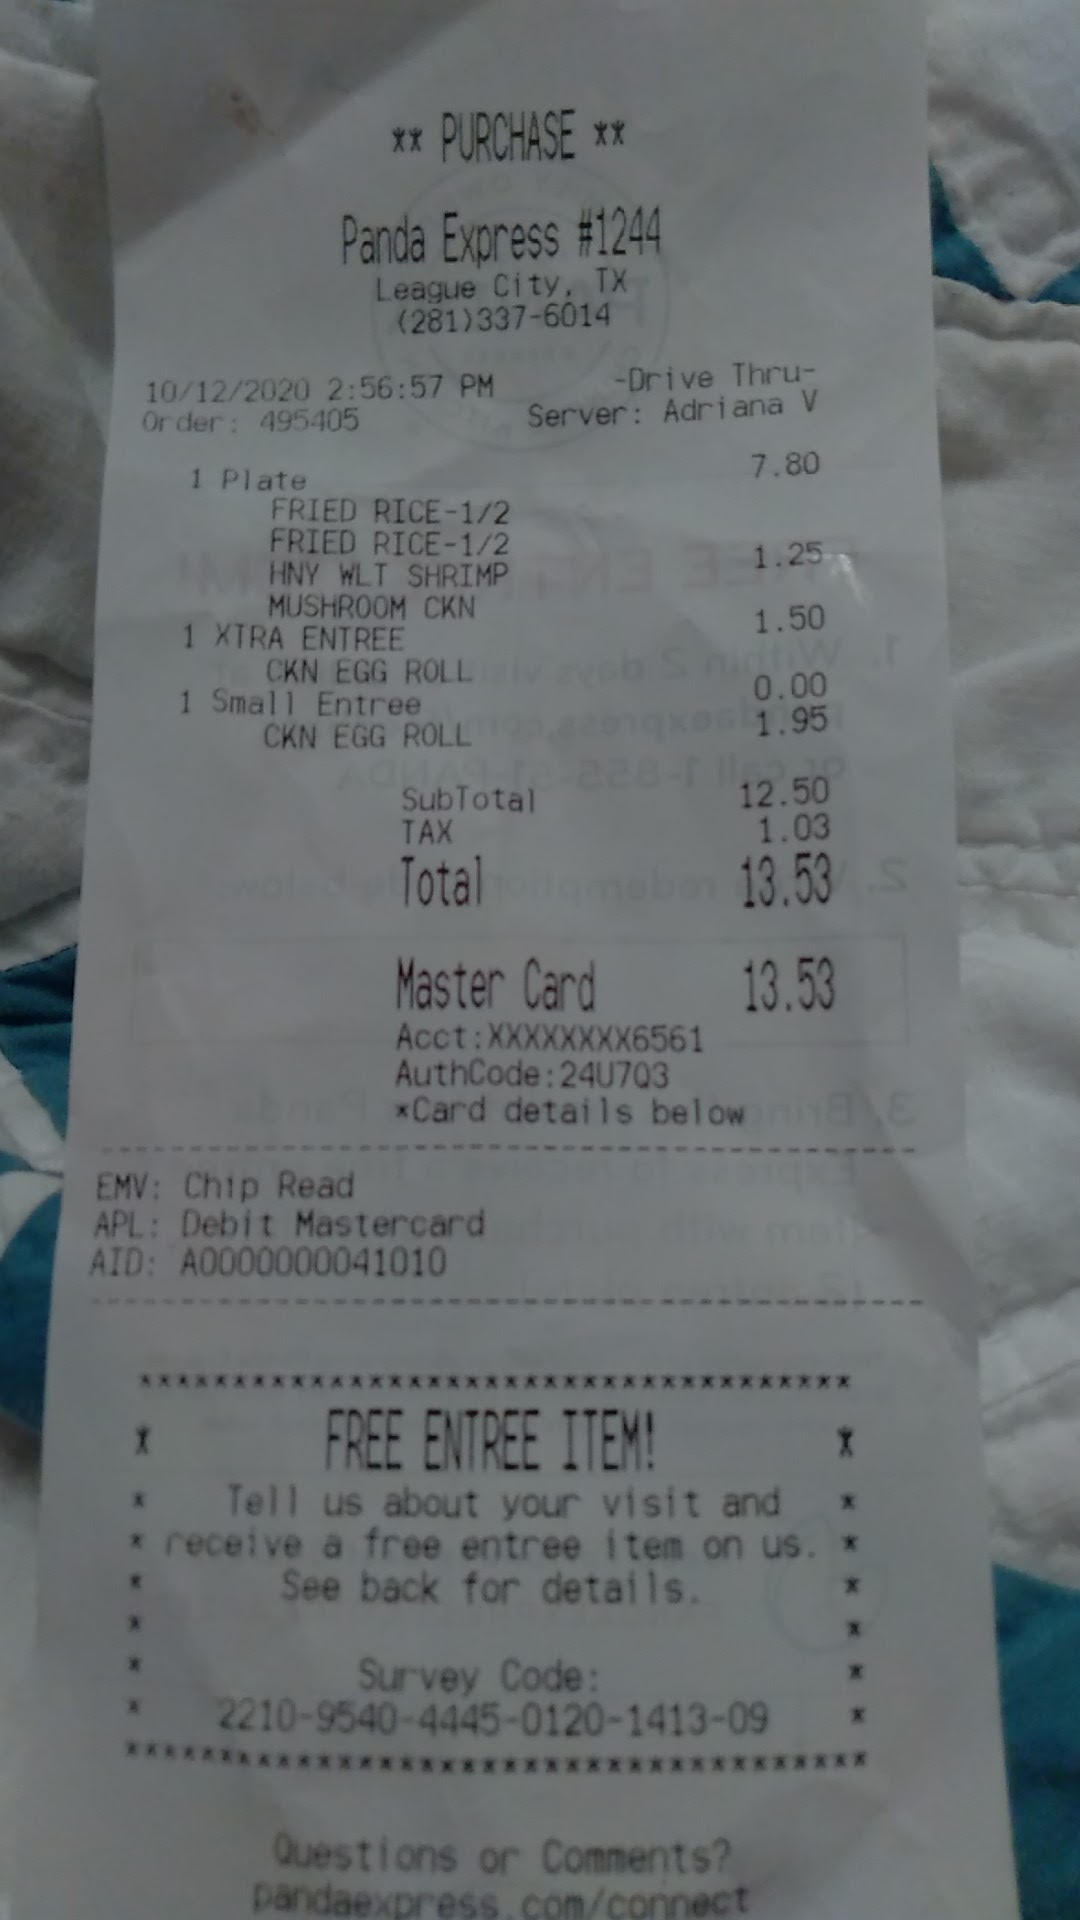 ** PURCHASE **
Panda Express #1244
League City, TX
(281)337-6014
10/12/2020 2:56:57 PM -Drive Thru-
Order: 495405 Server: Adriana V
1 Plate 7.80
FRIED RICE-1/2
FRIED RICE-1/2
HNY WLT SHRIMP 1.25
MUSHROOM CKN
1 XTRA ENTREE 1.50
CKN EGG ROLL
1 Small Entree 0.00
CKN EGG ROLL 1.95
SubTotal 12.50
TAX 1.03
Total 13.53
Master Card 13.53
Acct:XXXXXXXX6561
AuthCode:24U7Q3
*Card details below
EMV: Chip Read
APL: Debit Mastercard
AID: A0000000041010
FREE ENTREE ITEM!
Tell us about your visit and
receive a free entree item on us.
See back for details.
Survey Code:
2210-9540-4445-0120-1413-09
Questions or Comments?
pandaexpress.com/connect